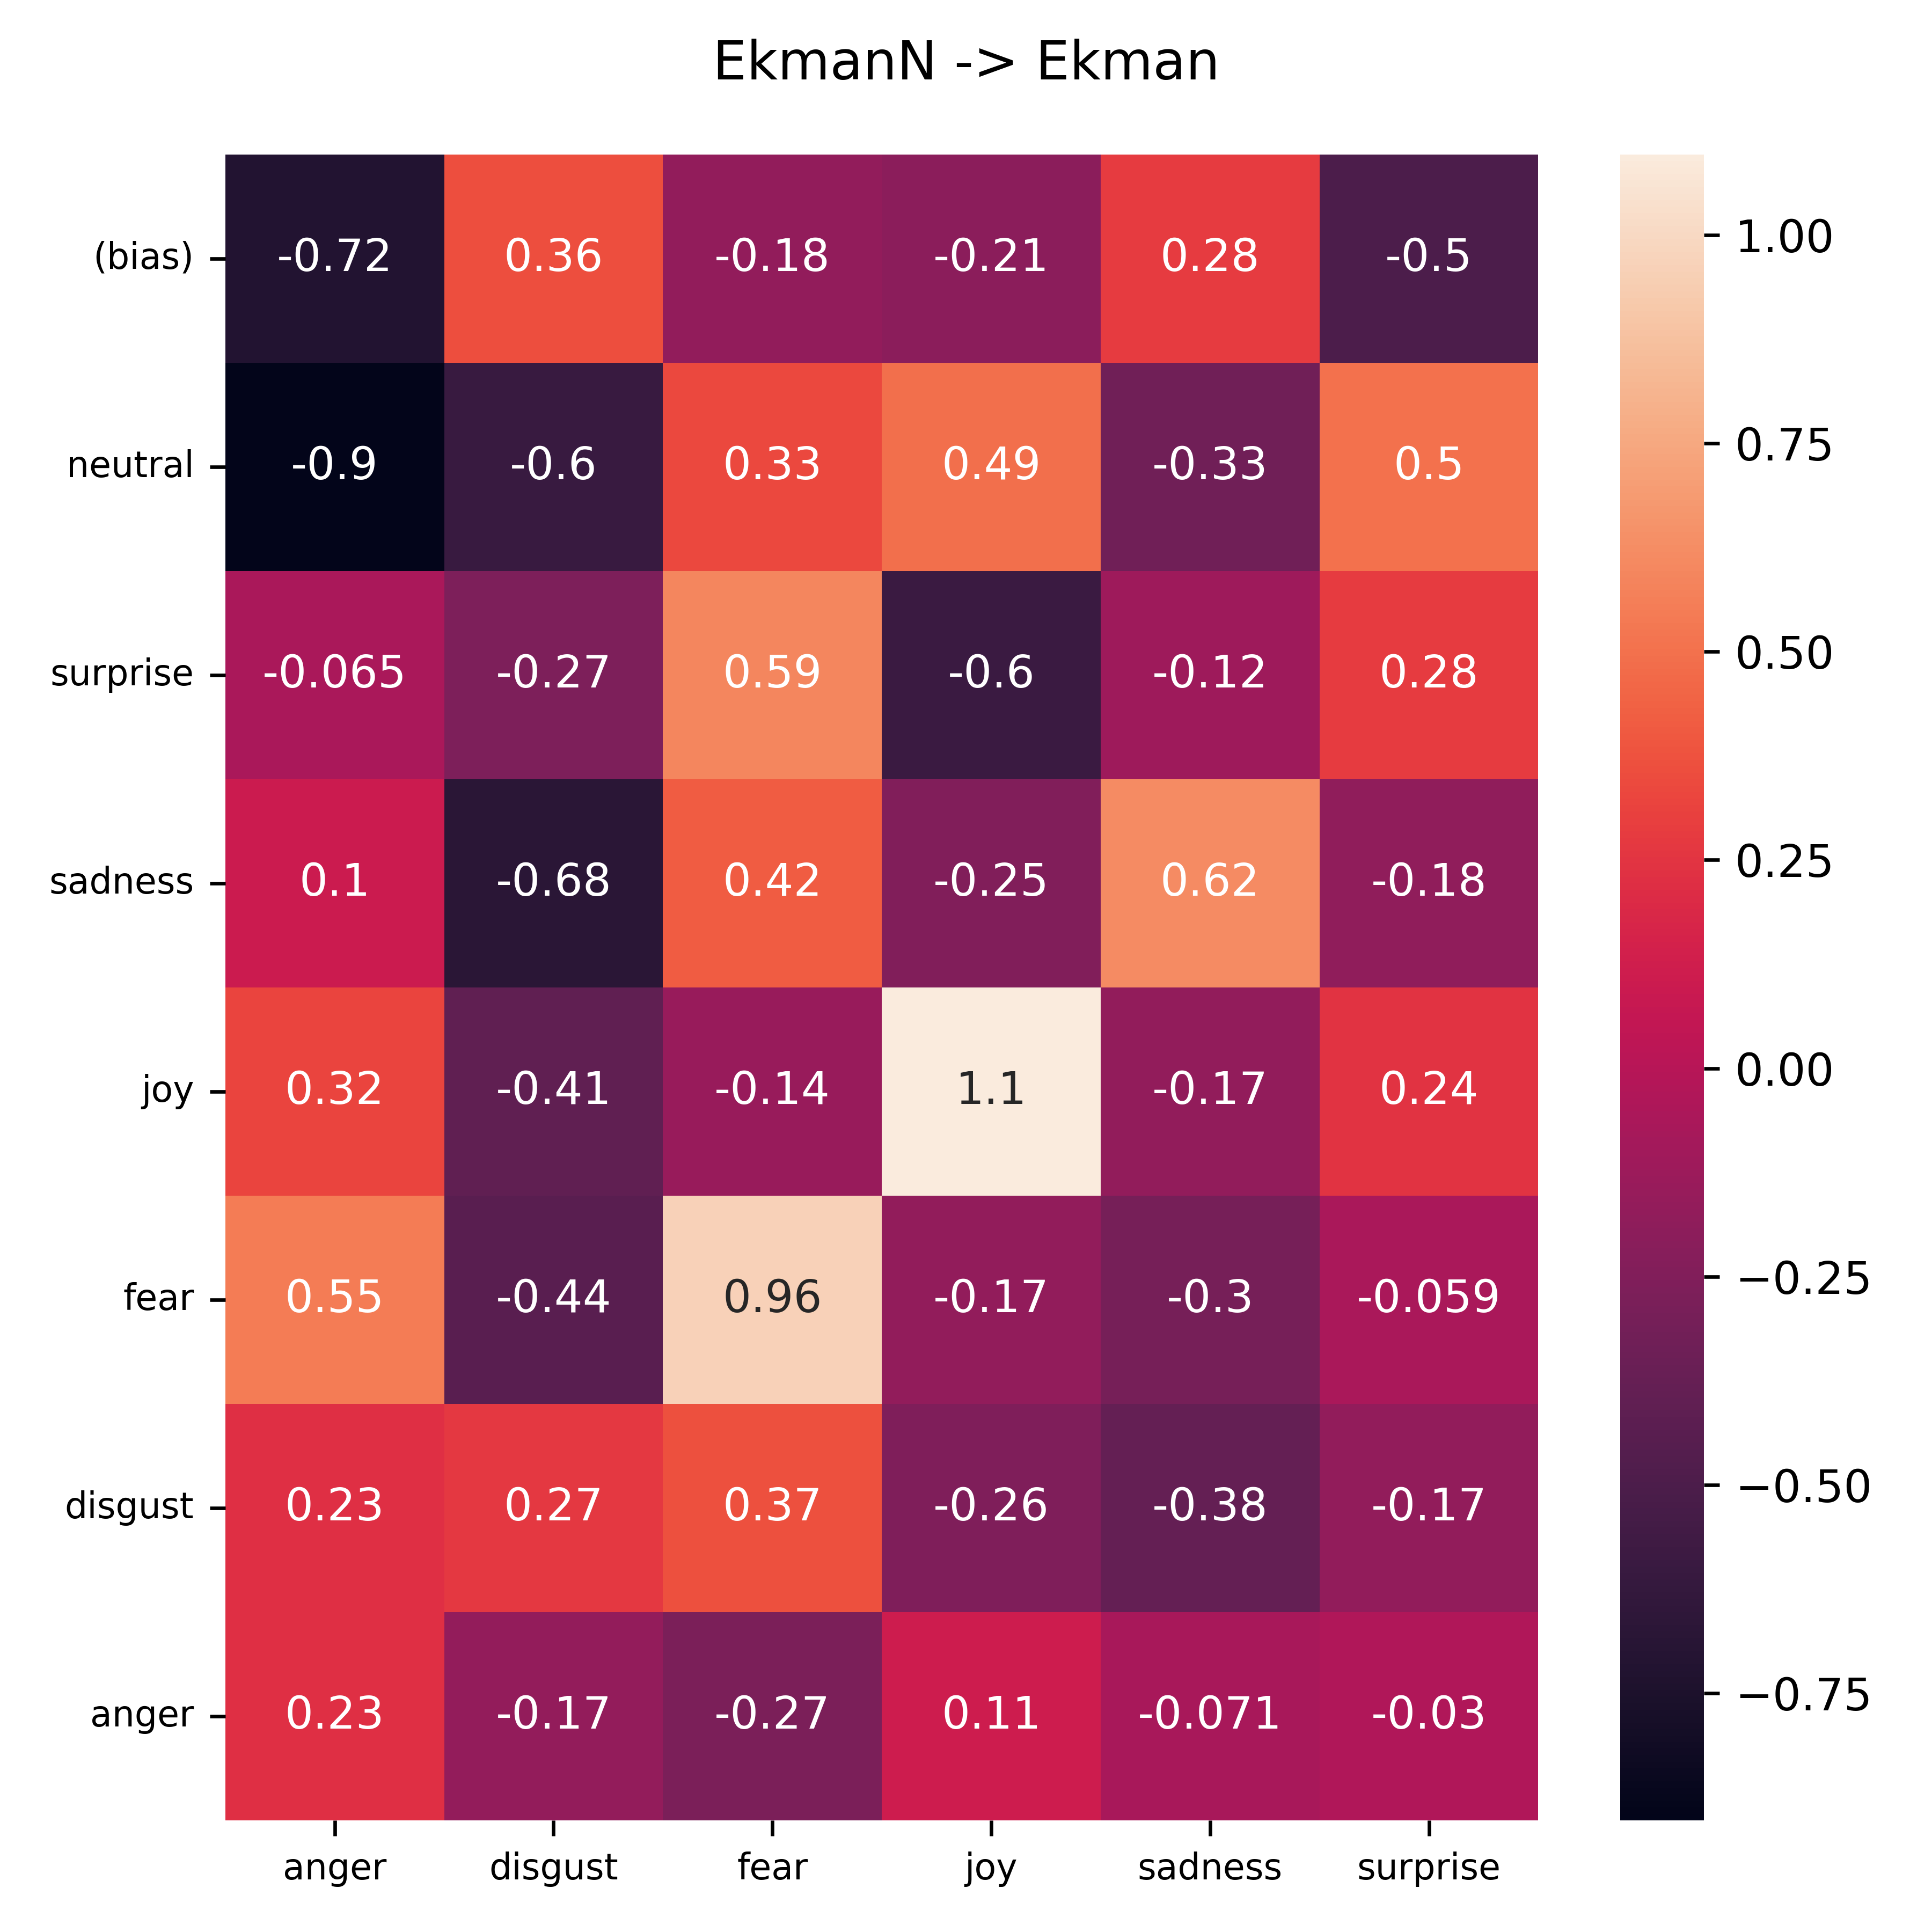 EkmanN -> Ekman
(bias) -0.72 0.36 -0.18 -0.21 0.28 -0.5
neutral -0.9 -0.6 0.33 0.49 -0.33 0.5
surprise -0.065 -0.27 0.59 -0.6 -0.12 0.28
sadness 0.1 -0.68 0.42 -0.25 0.62 -0.18
joy 0.32 -0.41 -0.14 1.1 -0.17 0.24
fear 0.55 -0.44 0.96 -0.17 -0.3 -0.059
disgust 0.23 0.27 0.37 -0.26 -0.38 -0.17
anger 0.23 -0.17 -0.27 0.11 -0.071 -0.03
anger disgust fear joy sadness surprise
1.00
0.75
0.50
0.25
0.00
−0.25
−0.50
−0.75